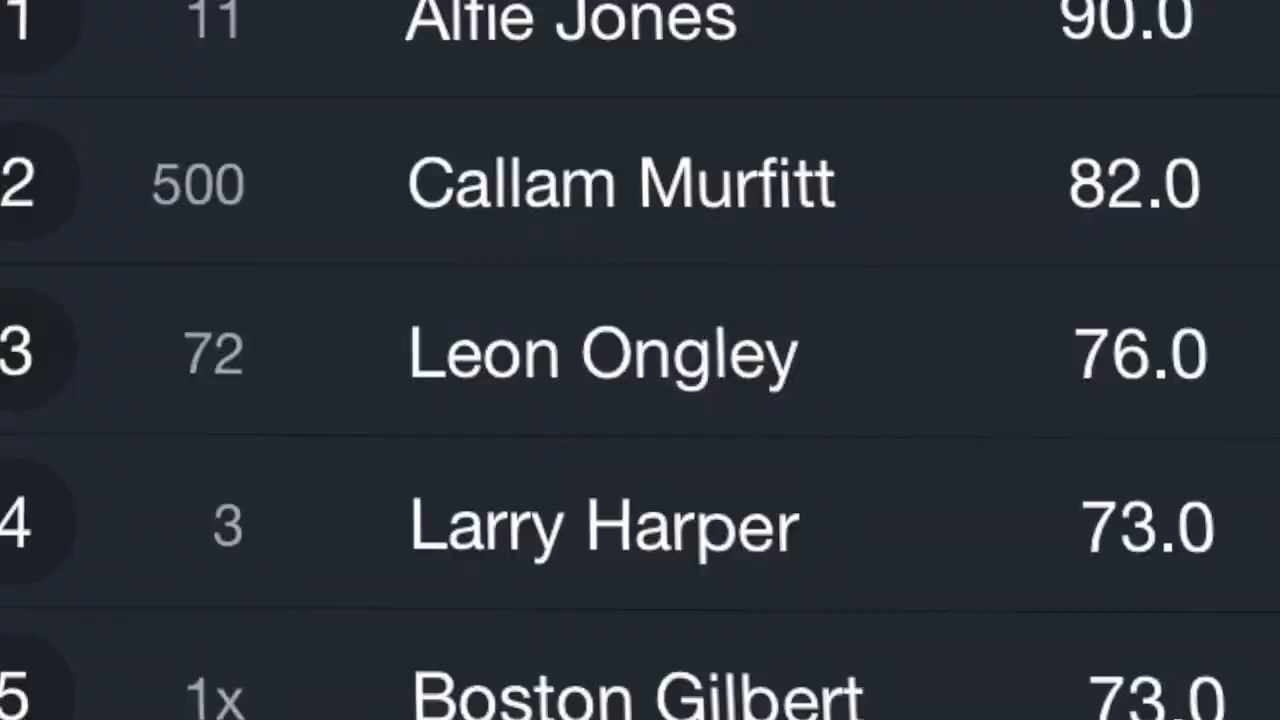 1 11 Alfie Jones 90.0
2 500 Callam Murfitt 82.0
3 72 Leon Ongley 76.0
4 3 Larry Harper 73.0
5 1x Boston Gilbert 73.0